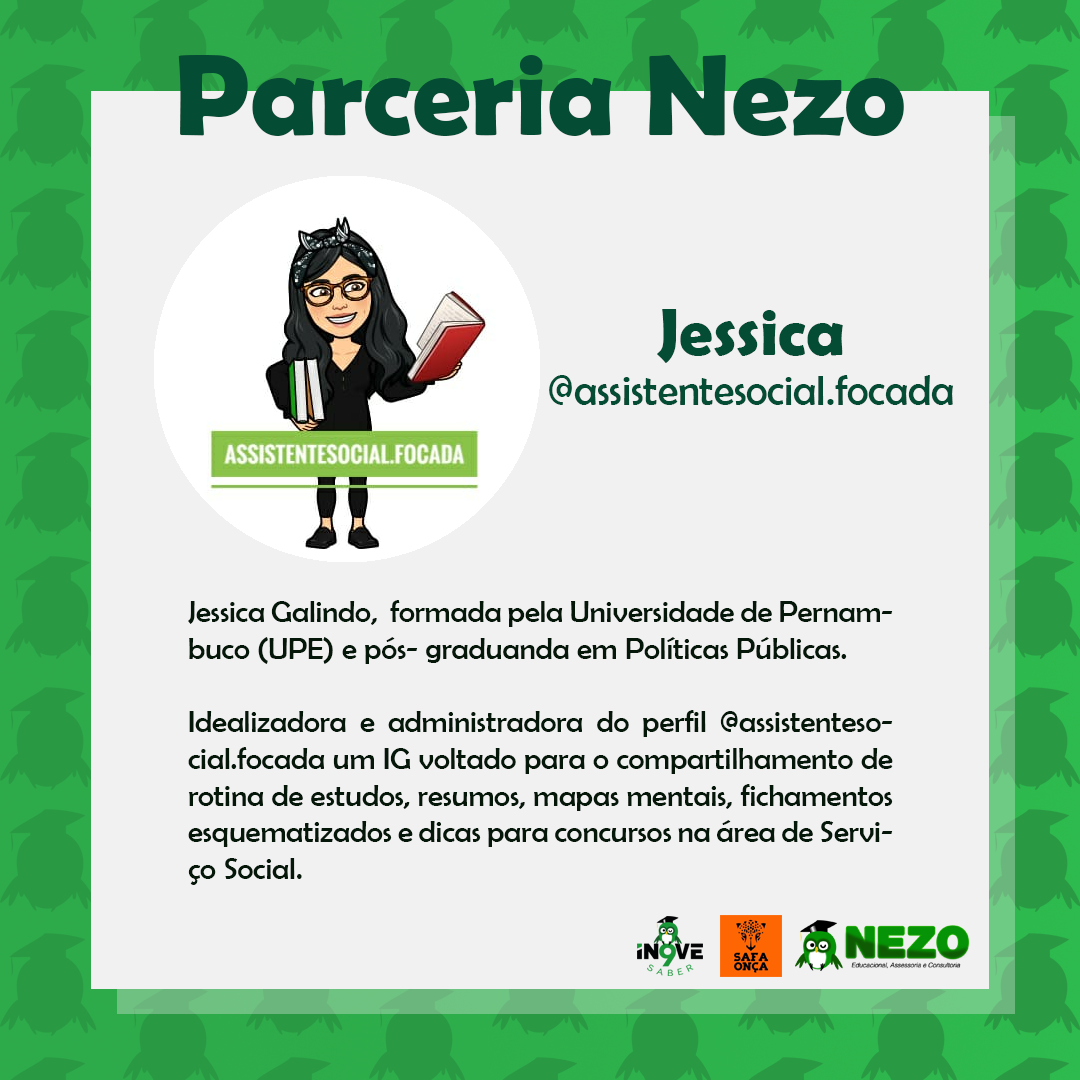 Parceria Nezo
Jessica
@assistentesocial.focada
ASSISTENTESOCIAL.FOCADA
Jessica Galindo, formada pela Universidade de Pernam-
buco (UPE) e pós- graduanda em Políticas Públicas.
Idealizadora e administradora do perfil @assistenteso-
cial.focada um IG voltado para o compartilhamento de
rotina de estudos, resumos, mapas mentais, fichamentos
esquematizados e dicas para concursos na área de Servi-
ço Social.
iN9VE
SABER
SAFA
ONÇA
NEZO
Educacional, Assessoria e Consultoria